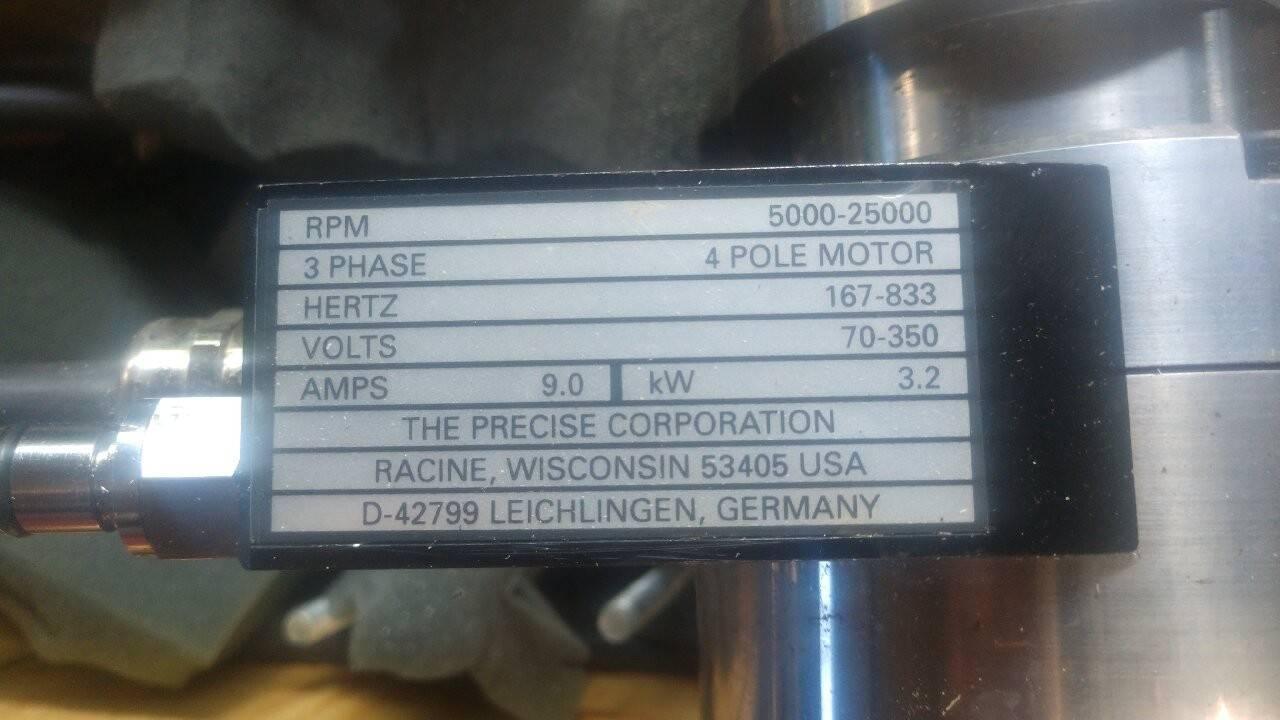 RPM 5000-25000
3 PHASE 4 POLE MOTOR
HERTZ 167-833
VOLTS 70-350
AMPS 9.0 kW 3.2
THE PRECISE CORPORATION
RACINE, WISCONSIN 53405 USA
D-42799 LEICHLINGEN, GERMANY